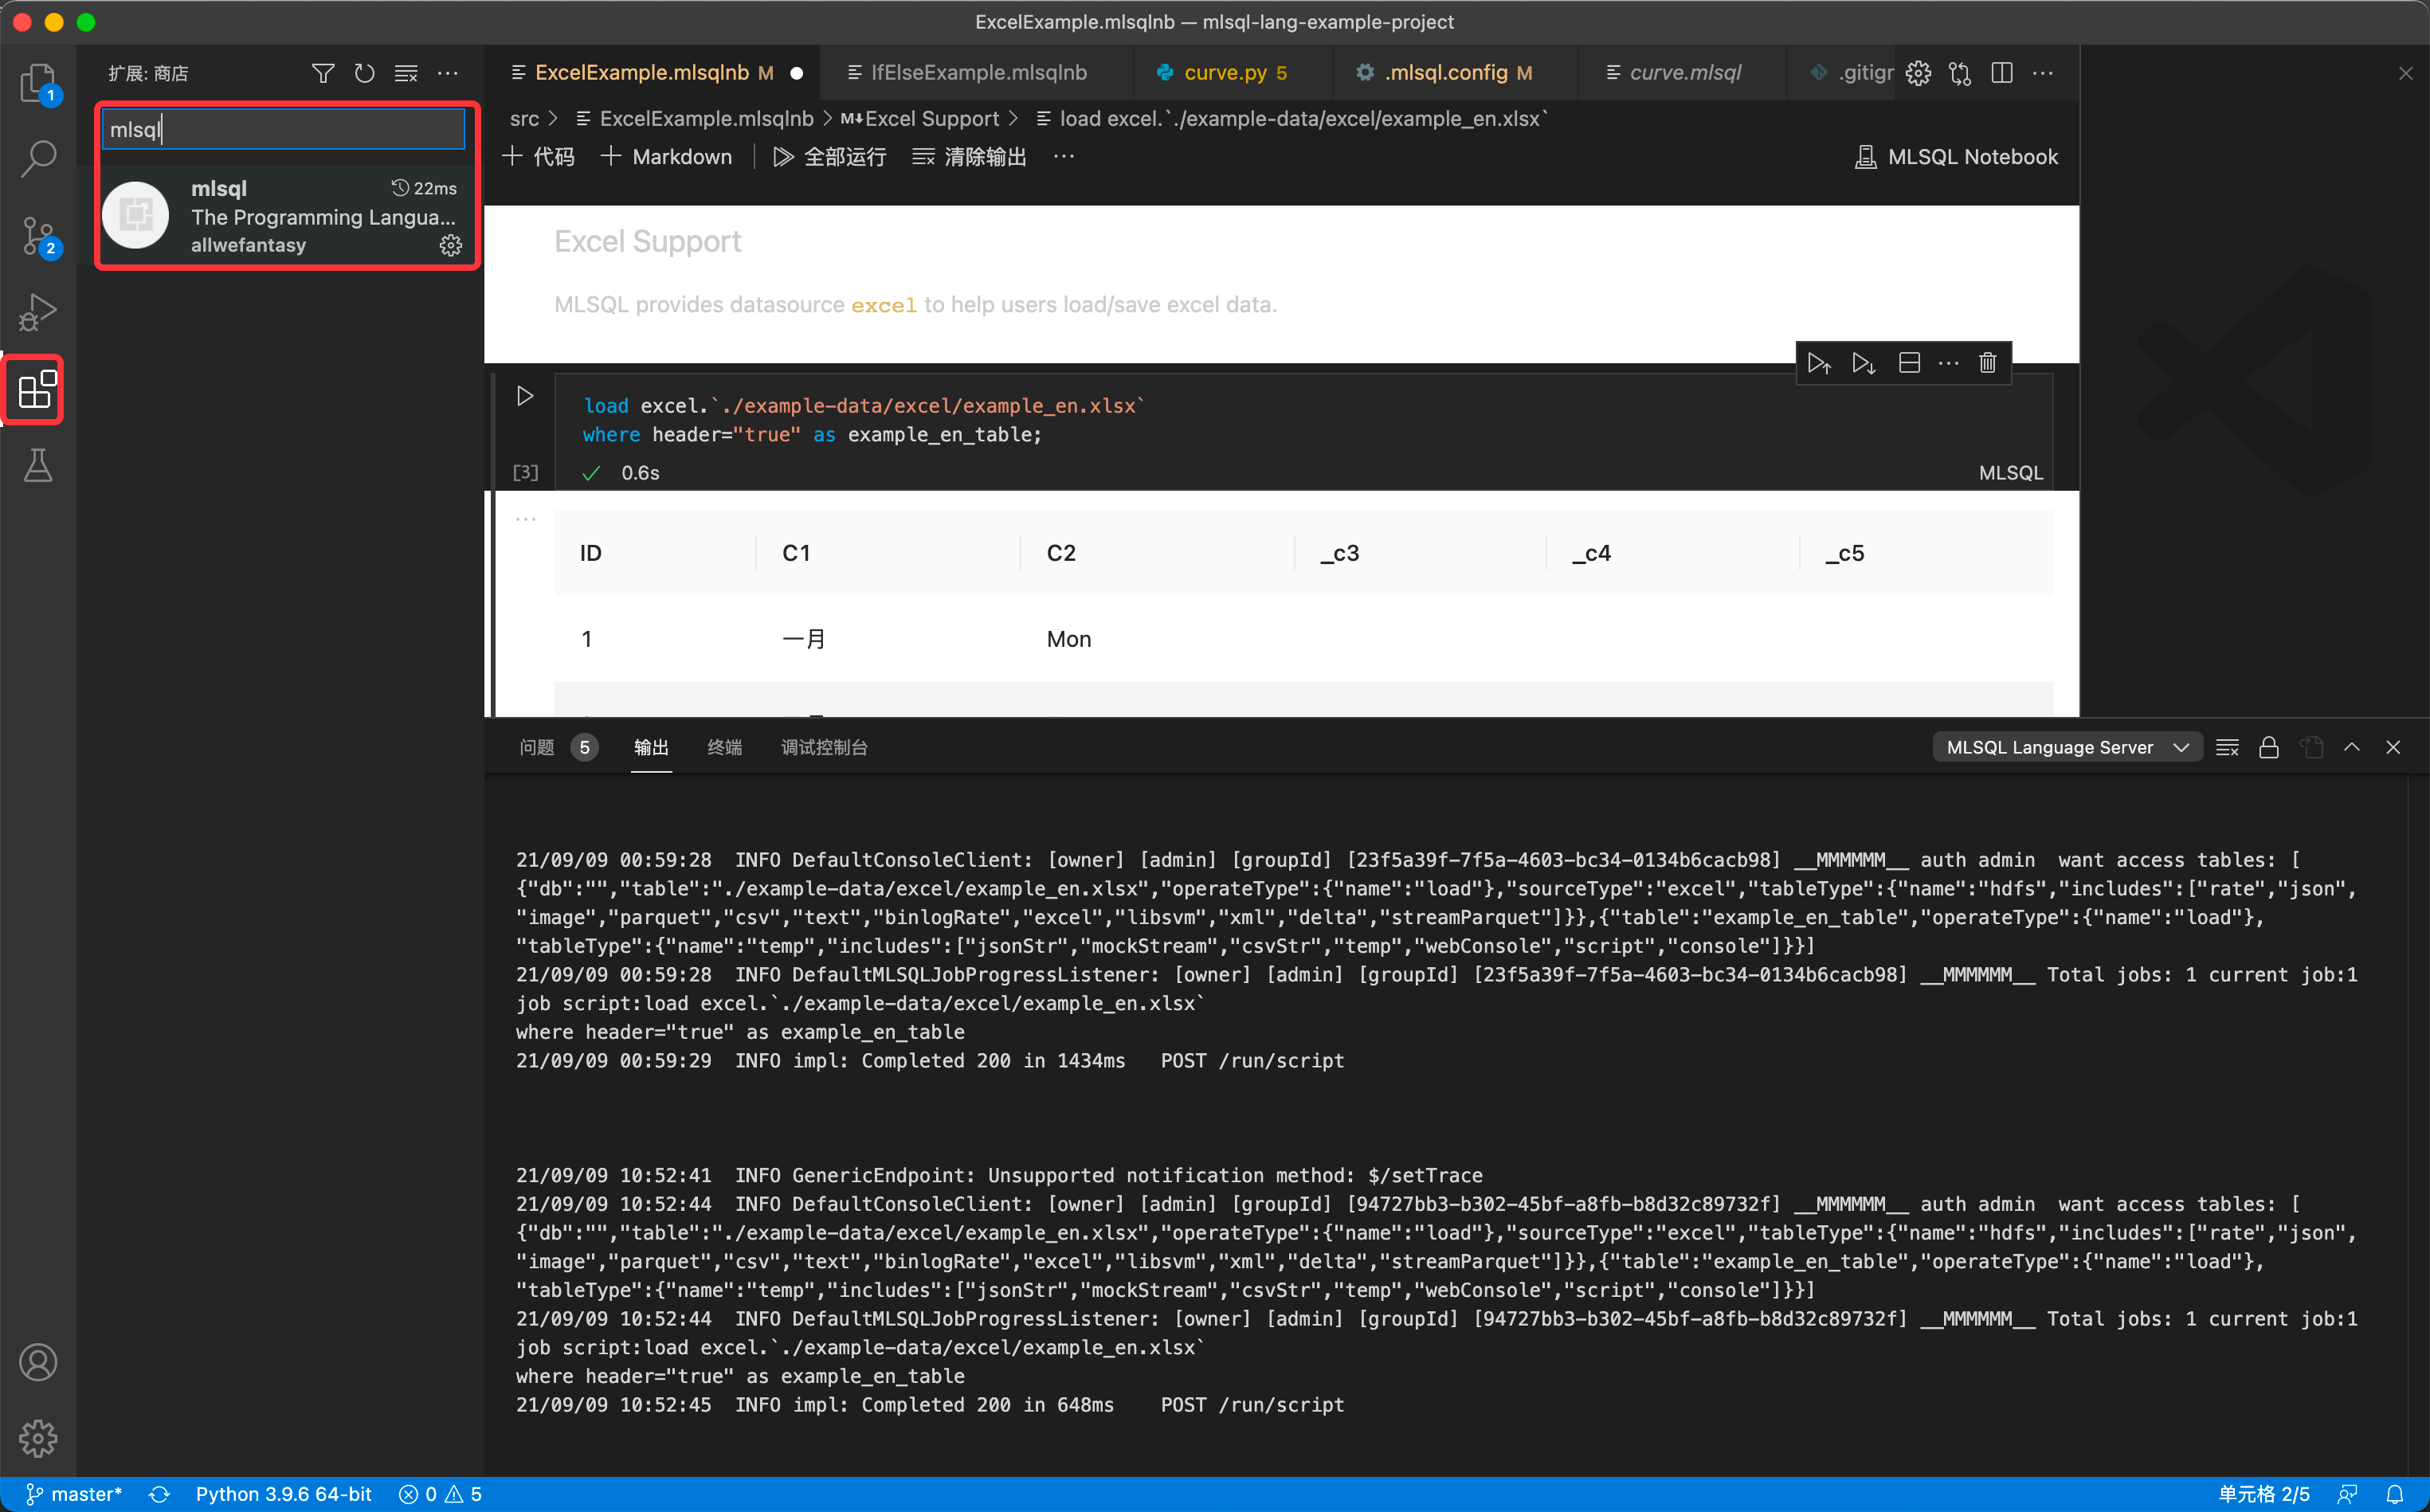 ExcelExample.mlsqlnb — mlsql-lang-example-project
1
2
扩展: 商店
mlsql
mlsql 22ms
The Programming Langua...
allwefantasy
ExcelExample.mlsqlnb M
IfElseExample.mlsqlnb
curve.py 5
.mlsql.config M
curve.mlsql
.gitigr
src > ExcelExample.mlsqlnb > M↓Excel Support > load excel.`./example-data/excel/example_en.xlsx`
代码 Markdown 全部运行 清除输出 ...
MLSQL Notebook
Excel Support
MLSQL provides datasource excel to help users load/save excel data.
load excel.`./example-data/excel/example_en.xlsx`
where header="true" as example_en_table;
[3] 0.6s MLSQL
ID C1 C2 _c3 _c4 _c5
1 一月 Mon
问题 5 输出 终端 调试控制台
MLSQL Language Server
21/09/09 00:59:28  INFO DefaultConsoleClient: [owner] [admin] [groupId] [23f5a39f-7f5a-4603-bc34-0134b6cacb98] __MMMMMM__ auth admin  want access tables: [
{"db":"","table":"./example-data/excel/example_en.xlsx","operateType":{"name":"load"},"sourceType":"excel","tableType":{"name":"hdfs","includes":["rate","json",
"image","parquet","csv","text","binlogRate","excel","libsvm","xml","delta","streamParquet"]}},{"table":"example_en_table","operateType":{"name":"load"},
"tableType":{"name":"temp","includes":["jsonStr","mockStream","csvStr","temp","webConsole","script","console"]}}]
21/09/09 00:59:28  INFO DefaultMLSQLJobProgressListener: [owner] [admin] [groupId] [23f5a39f-7f5a-4603-bc34-0134b6cacb98] __MMMMMM__ Total jobs: 1 current job:1
job script:load excel.`./example-data/excel/example_en.xlsx`
where header="true" as example_en_table
21/09/09 00:59:29  INFO impl: Completed 200 in 1434ms   POST /run/script
21/09/09 10:52:41  INFO GenericEndpoint: Unsupported notification method: $/setTrace
21/09/09 10:52:44  INFO DefaultConsoleClient: [owner] [admin] [groupId] [94727bb3-b302-45bf-a8fb-b8d32c89732f] __MMMMMM__ auth admin  want access tables: [
{"db":"","table":"./example-data/excel/example_en.xlsx","operateType":{"name":"load"},"sourceType":"excel","tableType":{"name":"hdfs","includes":["rate","json",
"image","parquet","csv","text","binlogRate","excel","libsvm","xml","delta","streamParquet"]}},{"table":"example_en_table","operateType":{"name":"load"},
"tableType":{"name":"temp","includes":["jsonStr","mockStream","csvStr","temp","webConsole","script","console"]}}]
21/09/09 10:52:44  INFO DefaultMLSQLJobProgressListener: [owner] [admin] [groupId] [94727bb3-b302-45bf-a8fb-b8d32c89732f] __MMMMMM__ Total jobs: 1 current job:1
job script:load excel.`./example-data/excel/example_en.xlsx`
where header="true" as example_en_table
21/09/09 10:52:45  INFO impl: Completed 200 in 648ms    POST /run/script
master* Python 3.9.6 64-bit 0 5 单元格 2/5